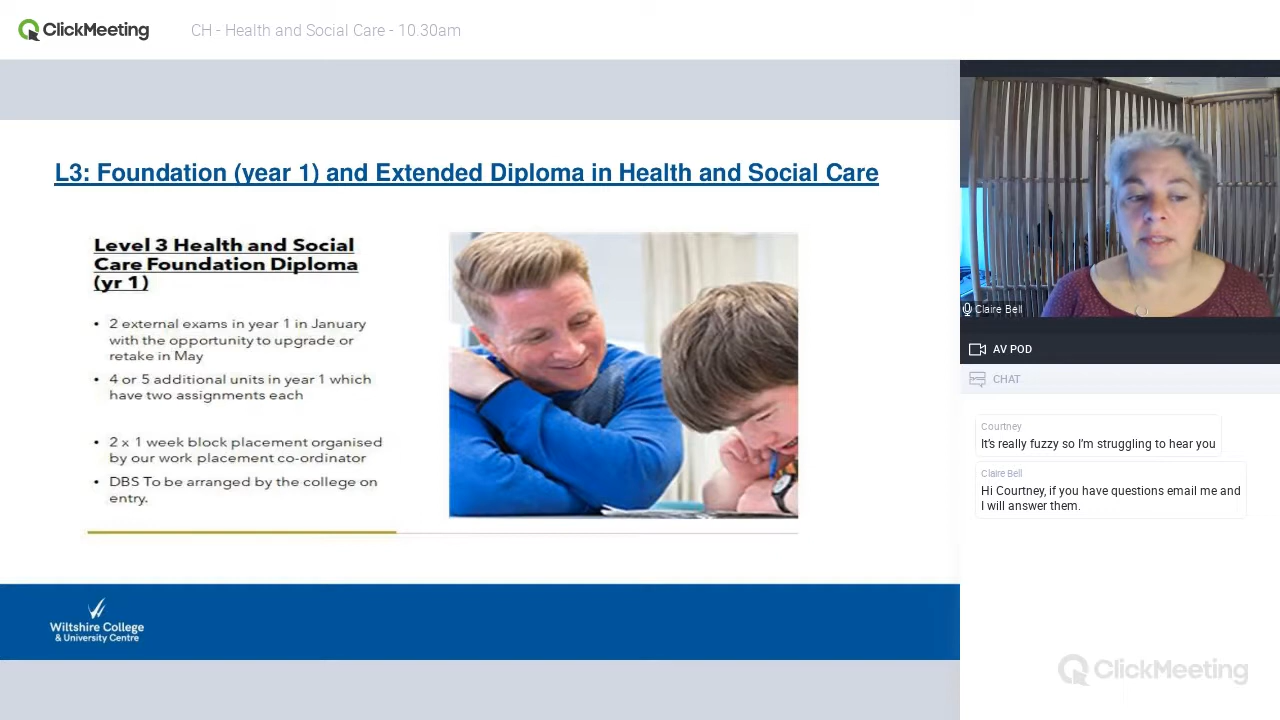 ClickMeeting
CH - Health and Social Care - 10.30am
L3: Foundation (year 1) and Extended Diploma in Health and Social Care
Level 3 Health and Social
Care Foundation Diploma
(yr 1)
• 2 external exams in year 1 in January
with the opportunity to upgrade or
retake in May
• 4 or 5 additional units in year 1 which
have two assignments each
• 2 x 1 week block placement organised
by our work placement co-ordinator
• DBS To be arranged by the college on
entry.
Wiltshire College
& University Centre
Claire Bell
AV POD
CHAT
Courtney
It's really fuzzy so I'm struggling to hear you
Claire Bell
Hi Courtney, if you have questions email me and
I will answer them.
ClickMeeting